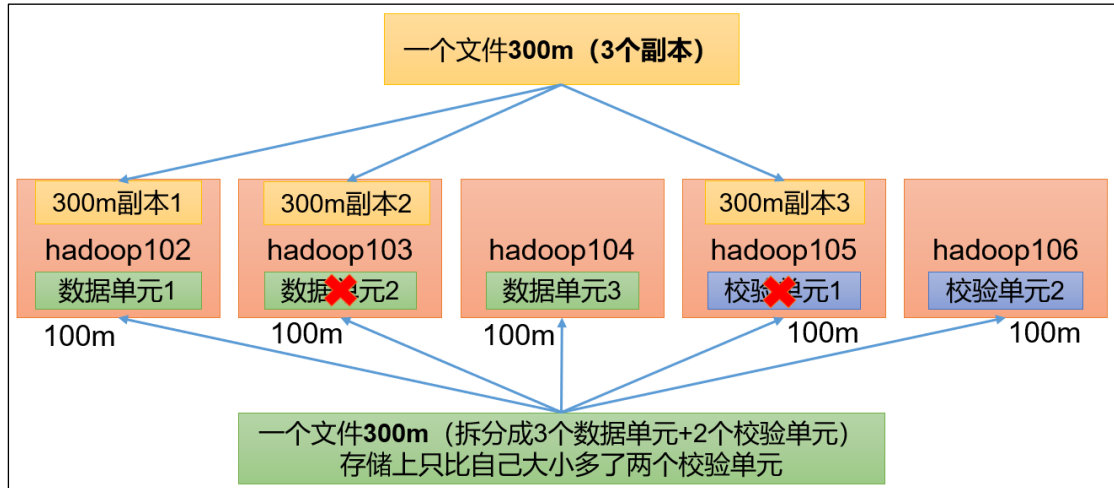 一个文件300m（3个副本）
300m副本1
300m副本2
300m副本3
hadoop102
hadoop103
hadoop104
hadoop105
hadoop106
数据单元1
数据单元2
数据单元3
校验单元1
校验单元2
100m
100m
100m
100m
100m
一个文件300m（拆分成3个数据单元+2个校验单元）
存储上只比自己大小多了两个校验单元